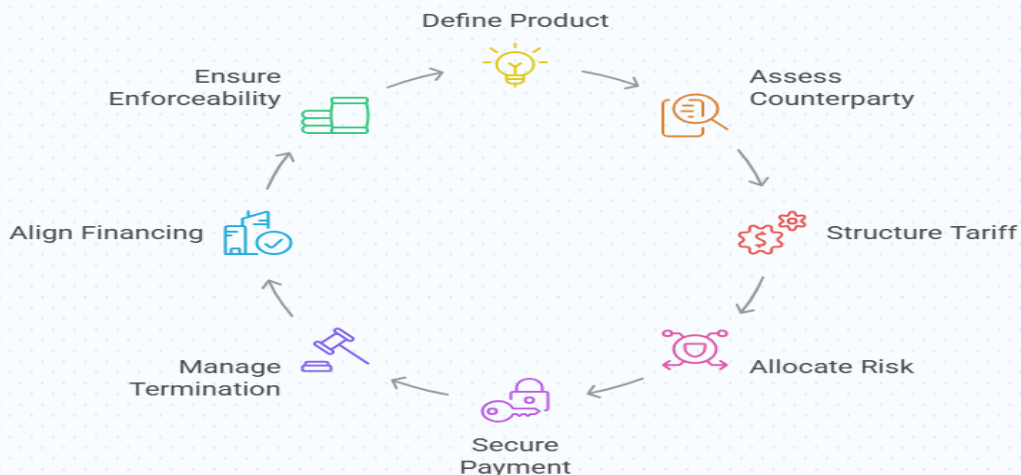 Define Product
Ensure
Enforceability
Assess
Counterparty
Align Financing
$
Structure Tariff
Manage
Termination
Allocate Risk
Secure
Payment